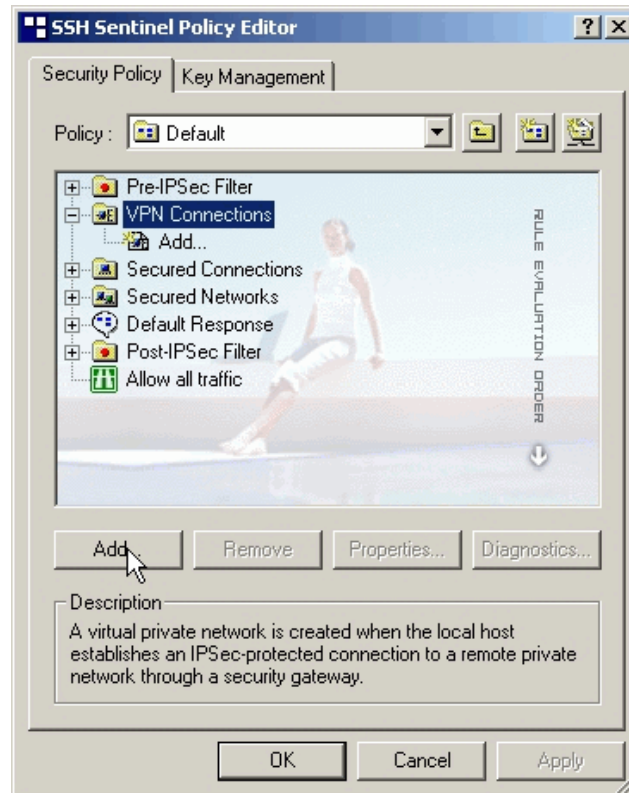 SSH Sentinel Policy Editor
Security Policy
Key Management
Policy :
Default
Pre-IPSec Filter
VPN Connections
Add...
Secured Connections
Secured Networks
Default Response
Post-IPSec Filter
Allow all traffic
RULE EVALUATION ORDER
Add...
Remove
Properties...
Diagnostics...
Description
A virtual private network is created when the local host
establishes an IPSec-protected connection to a remote private
network through a security gateway.
OK
Cancel
Apply